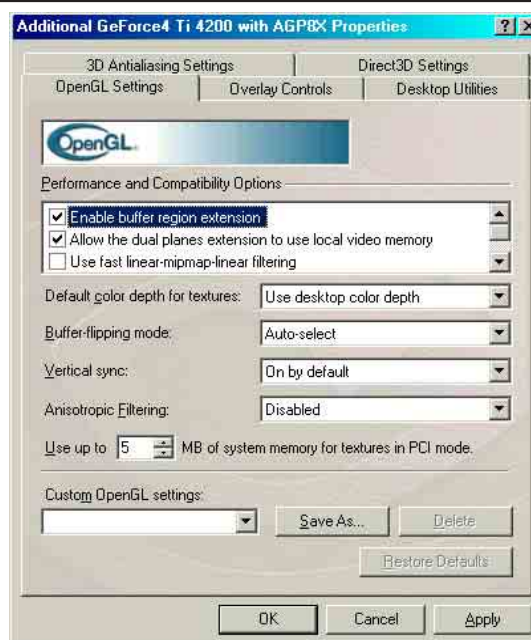 Additional GeForce4 Ti 4200 with AGP8X Properties
3D Antialiasing Settings
Direct3D Settings
OpenGL Settings
Overlay Controls
Desktop Utilities
OpenGL
Performance and Compatibility Options
Enable buffer region extension
Allow the dual planes extension to use local video memory
Use fast linear-mipmap-linear filtering
Default color depth for textures: Use desktop color depth
Buffer-flipping mode: Auto-select
Vertical sync: On by default
Anisotropic Filtering: Disabled
Use up to 5 MB of system memory for textures in PCI mode.
Custom OpenGL settings:
Save As... Delete
Restore Defaults
OK Cancel Apply